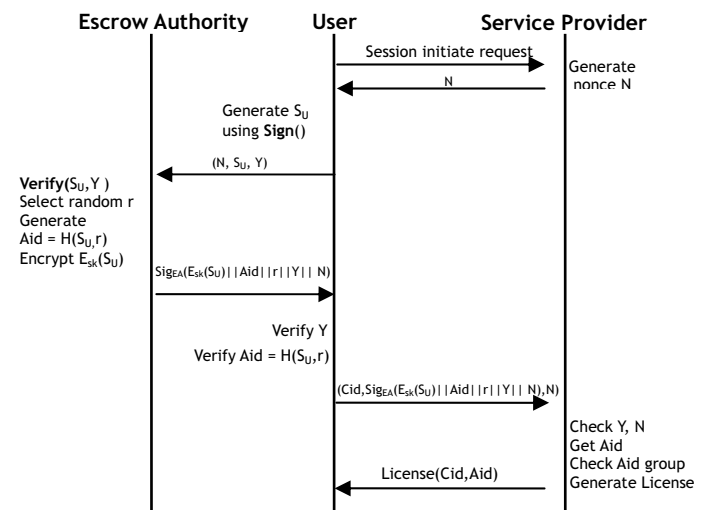 Escrow Authority User Service Provider
Session initiate request
Generate
nonce N
N
Generate S_U
using Sign()
(N, S_U, Y)
Verify(S_U,Y )
Select random r
Generate
Aid = H(S_U,r)
Encrypt E_sk(S_U)
Sig_EA(E_sk(S_U)||Aid||r||Y|| N)
Verify Y
Verify Aid = H(S_U,r)
(Cid,Sig_EA(E_sk(S_U)||Aid||r||Y|| N),N)
Check Y, N
Get Aid
Check Aid group
Generate License
License(Cid,Aid)